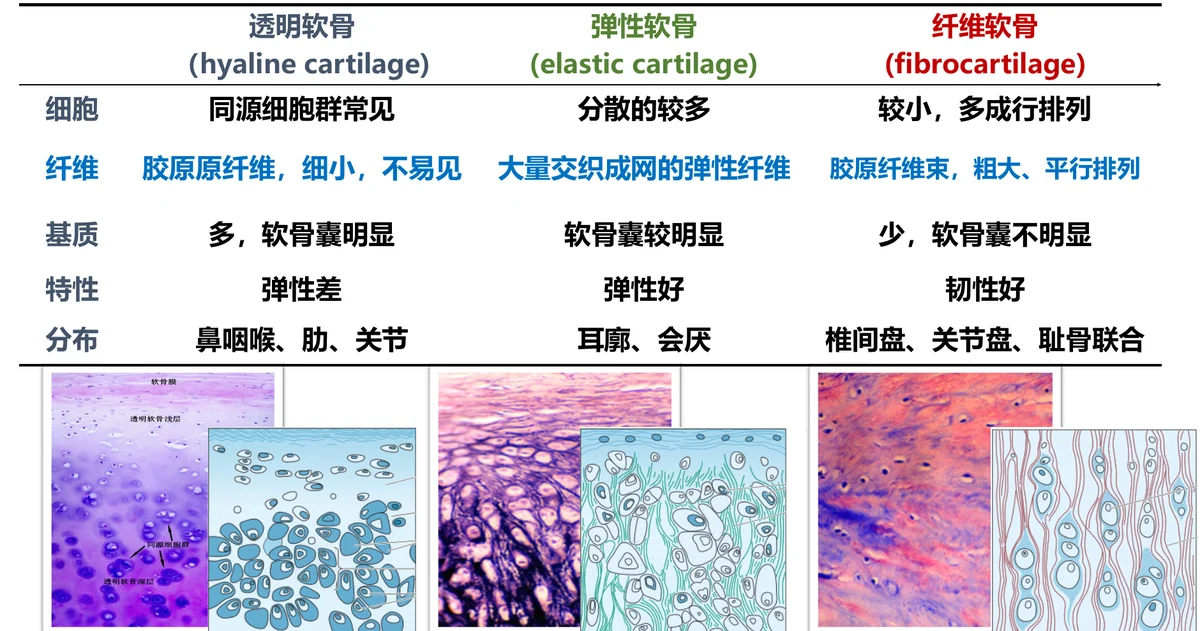 透明软骨 弹性软骨 纤维软骨
(hyaline cartilage) (elastic cartilage) (fibrocartilage)
细胞 同源细胞群常见 分散的较多 较小，多成行排列
纤维 胶原原纤维，细小，不易见 大量交织成网的弹性纤维 胶原纤维束，粗大、平行排列
基质 多，软骨囊明显 软骨囊较明显 少，软骨囊不明显
特性 弹性差 弹性好 韧性好
分布 鼻咽喉、肋、关节 耳廓、会厌 椎间盘、关节盘、耻骨联合
软骨膜
透明软骨浅层
同源细胞群
透明软骨深层